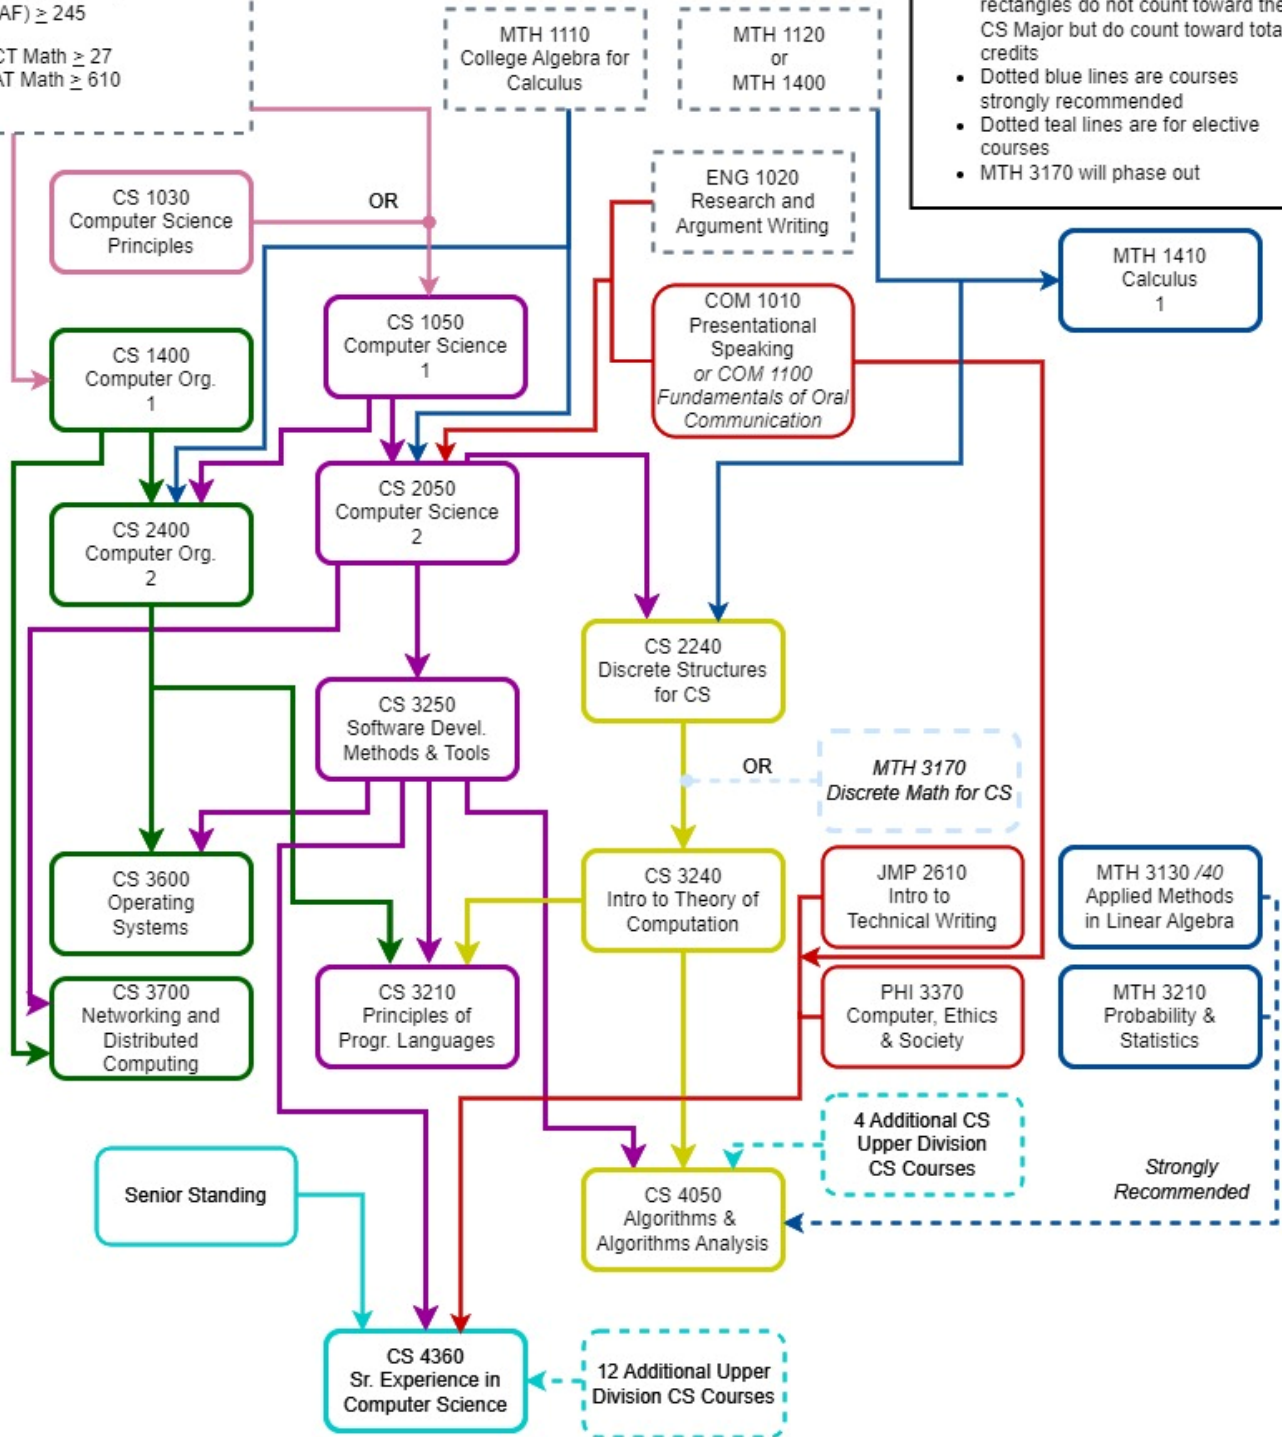 AF) ≥ 245
CT Math ≥ 27
AT Math ≥ 610
MTH 1110
College Algebra for
Calculus
MTH 1120
or
MTH 1400
rectangles do not count toward the
CS Major but do count toward tota
credits
• Dotted blue lines are courses
strongly recommended
• Dotted teal lines are for elective
courses
• MTH 3170 will phase out
CS 1030
Computer Science
Principles
OR
ENG 1020
Research and
Argument Writing
MTH 1410
Calculus
1
CS 1050
Computer Science
1
COM 1010
Presentational
Speaking
or COM 1100
Fundamentals of Oral
Communication
CS 1400
Computer Org.
1
CS 2050
Computer Science
2
CS 2400
Computer Org.
2
CS 2240
Discrete Structures
for CS
CS 3250
Software Devel.
Methods & Tools
OR
MTH 3170
Discrete Math for CS
CS 3600
Operating
Systems
CS 3240
Intro to Theory of
Computation
JMP 2610
Intro to
Technical Writing
MTH 3130 /40
Applied Methods
in Linear Algebra
CS 3700
Networking and
Distributed
Computing
CS 3210
Principles of
Progr. Languages
PHI 3370
Computer, Ethics
& Society
MTH 3210
Probability &
Statistics
4 Additional CS
Upper Division
CS Courses
Strongly
Recommended
Senior Standing
CS 4050
Algorithms &
Algorithms Analysis
CS 4360
Sr. Experience in
Computer Science
12 Additional Upper
Division CS Courses